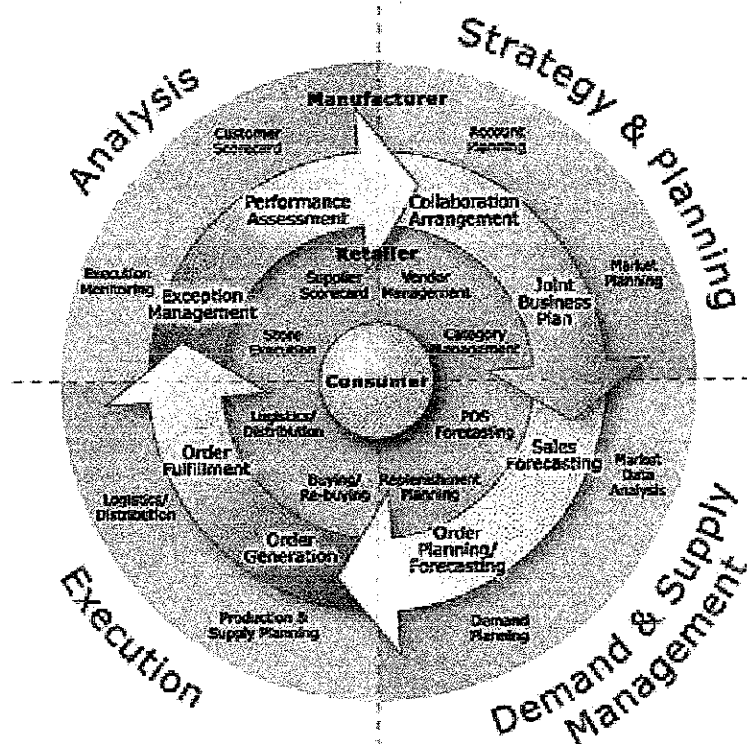 Strategy & Planning
Analysis
Manufacturer
Customer
Scorecard
Account
Planning
Performance
Assessment
Collaboration
Arrangement
Retailer
Supplier
Scorecard
Vendor
Management
Execution
Monitoring
Exception
Management
Joint
Business
Plan
Market
Planning
Store
Execution
Category
Management
Consumer
Logistics/
Distribution
POS
Forecasting
Order
Fulfillment
Sales
Forecasting
Market
Data
Analysis
Buying/
Re-buying
Replenishment
Planning
Logistics/
Distribution
Order
Generation
Order
Planning/
Forecasting
Production &
Supply Planning
Demand
Planning
Execution
Demand & Supply
Management